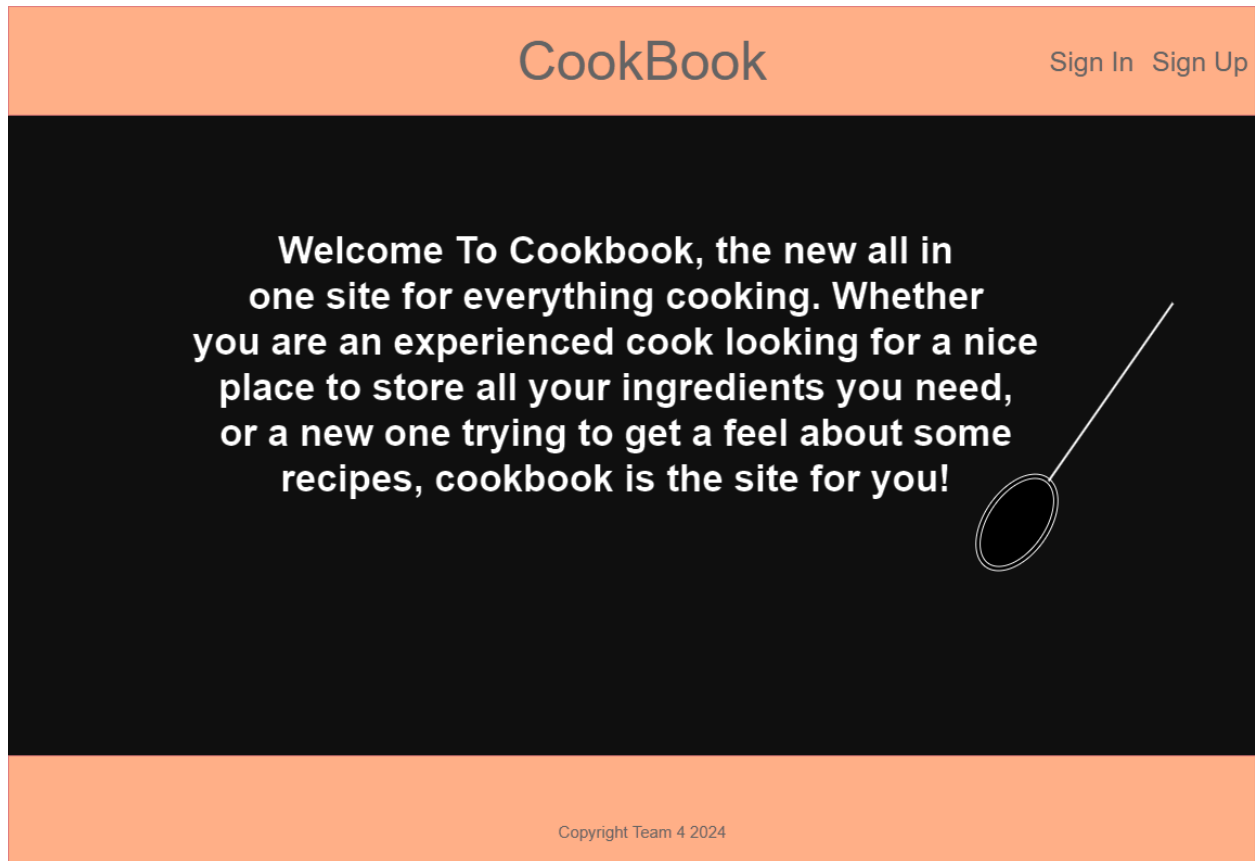 CookBook
Sign In Sign Up
Welcome To Cookbook, the new all in
one site for everything cooking. Whether
you are an experienced cook looking for a nice
place to store all your ingredients you need,
or a new one trying to get a feel about some
recipes, cookbook is the site for you!
Copyright Team 4 2024